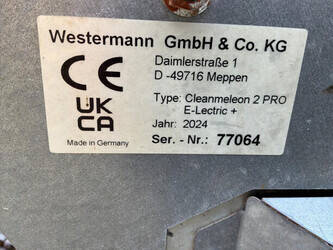 Westermann GmbH & Co. KG
Daimlerstraße 1
D -49716 Meppen
CE
UK
CA
Type: Cleanmeleon 2 PRO
E-Lectric +
Jahr: 2024
Made in Germany
Ser. - Nr.: 77064